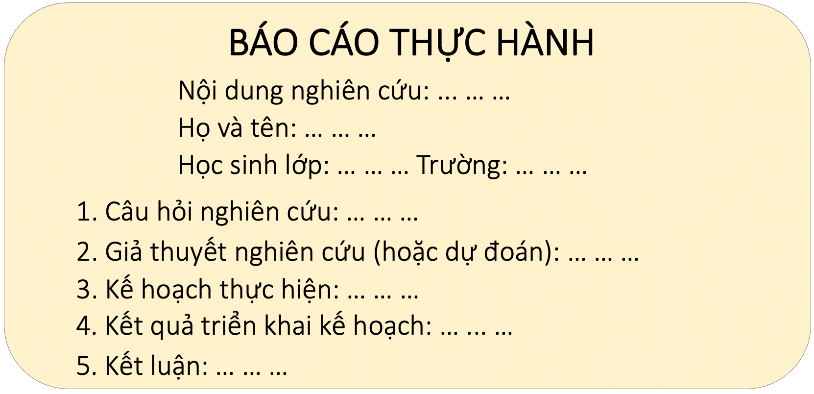 BÁO CÁO THỰC HÀNH
Nội dung nghiên cứu: ... ... ...
Họ và tên: ... ... ...
Học sinh lớp: ... ... ... Trường: ... ... ...
1. Câu hỏi nghiên cứu: ... ... ...
2. Giả thuyết nghiên cứu (hoặc dự đoán): ... ... ...
3. Kế hoạch thực hiện: ... ... ...
4. Kết quả triển khai kế hoạch: ... ... ...
5. Kết luận: ... ... ...